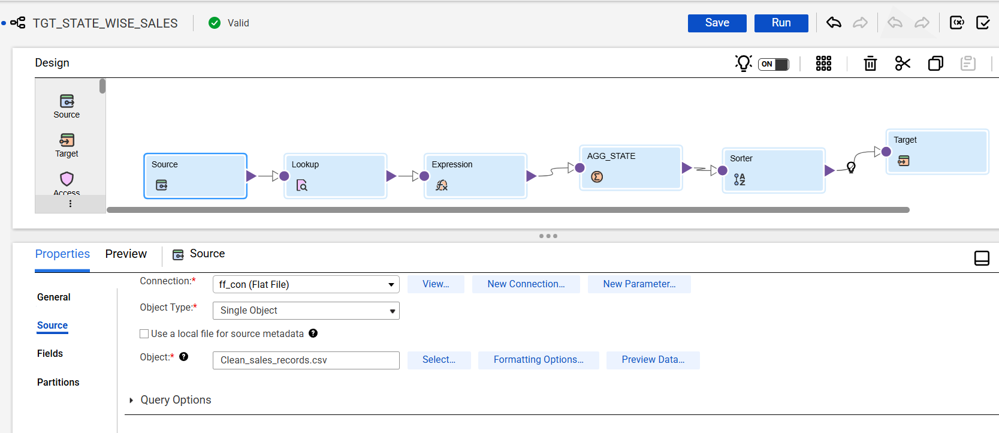 TGT_STATE_WISE_SALES
Valid
Save
Run
Design
ON
Source
Target
Access
Source
Lookup
Expression
AGG_STATE
Sorter
AZ
Target
Properties
Preview
Source
General
Source
Fields
Partitions
Connection:*
ff_con (Flat File)
View...
New Connection...
New Parameter...
Object Type:*
Single Object
Use a local file for source metadata ?
Object:* ?
Clean_sales_records.csv
Select...
Formatting Options...
Preview Data...
Query Options